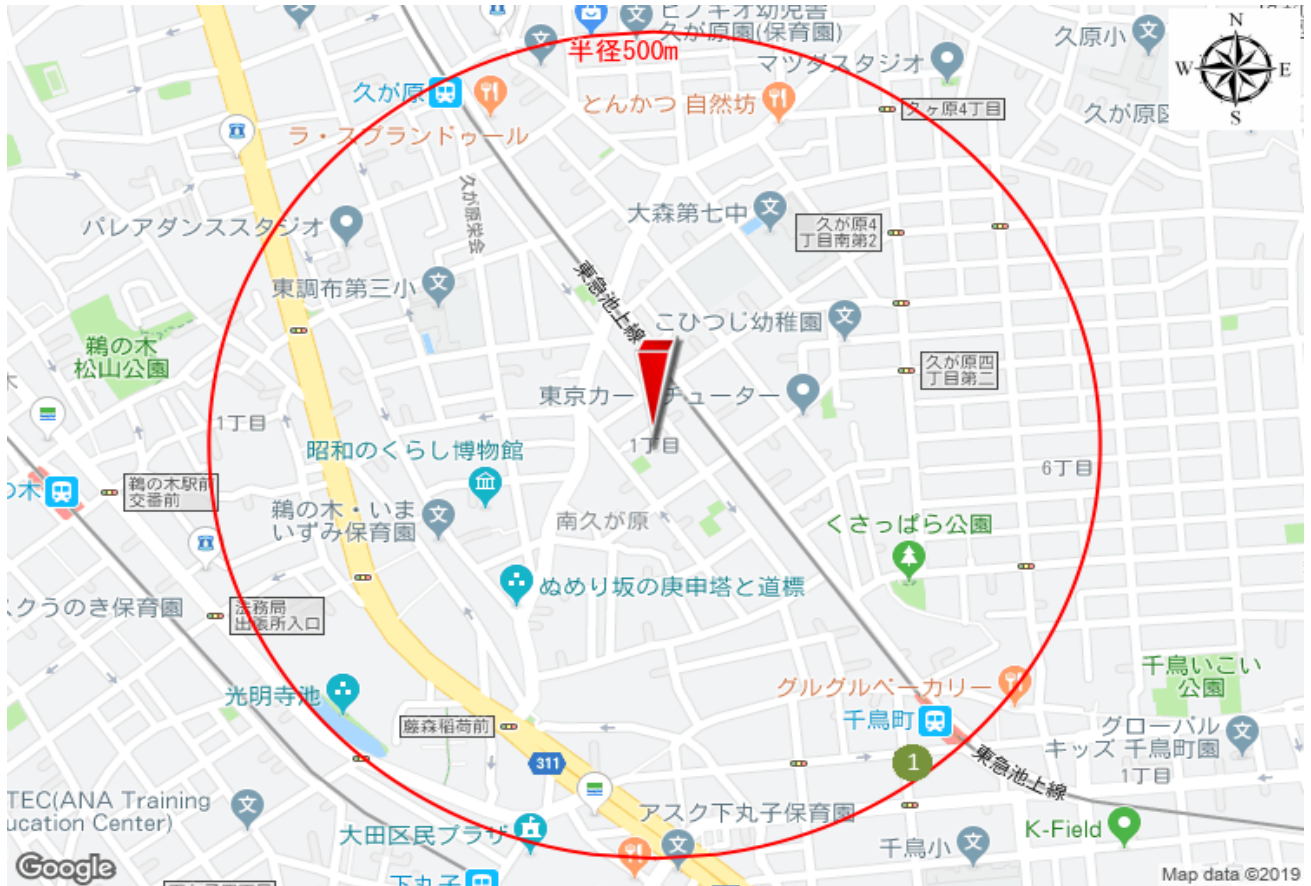 ピノキオ幼児舎
久が原園(保育園)
久原小
N
W
E
S
半径500m
マツダスタジオ
久が原
とんかつ 自然坊
久ヶ原4丁目
久が原区
ラ・スプランドゥール
久が原栄会
大森第七中
久が原4
丁目南第2
パレアダンススタジオ
東調布第三小
東急池上線
こひつじ幼稚園
鵜の木
松山公園
久が原四
丁目第二
東京カー
チューター
1丁目
1丁目
昭和のくらし博物館
6丁目
の木
鵜の木駅前
交番前
鵜の木・いま
いずみ保育園
南久が原
くさっぱら公園
ぬめり坂の庚申塔と道標
スクうのき保育園
法務局
出張所入口
千鳥いこい
公園
グルグルベーカリー
光明寺池
千鳥町
藤森稲荷前
グローバル
キッズ 千鳥町園
311
1
東急池上線
1丁目
TEC(ANA Training
ucation Center)
アスク下丸子保育園
大田区民プラザ
千鳥小
K-Field
Google
下丸子
Map data ©2019